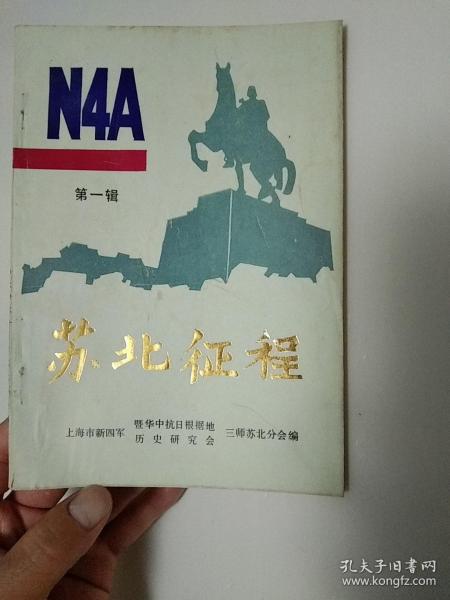 N4A
第一辑
苏北征程
上海市新四军 暨华中抗日根据地 三师苏北分会编
历史研究会
孔夫子旧书网
www.kongfz.com